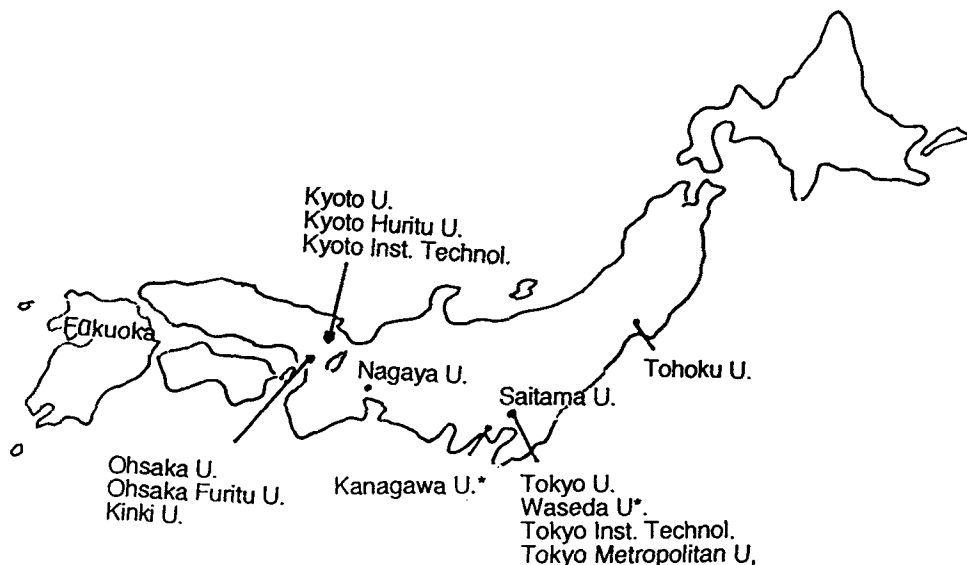 Kyoto U.
Kyoto Huritu U.
Kyoto Inst. Technol.
Fukuoka
Nagaya U.
Saitama U.
Tohoku U.
Ohsaka U.
Ohsaka Furitu U.
Kinki U.
Kanagawa U.*
Tokyo U.
Waseda U*.
Tokyo Inst. Technol.
Tokyo Metropolitan U,